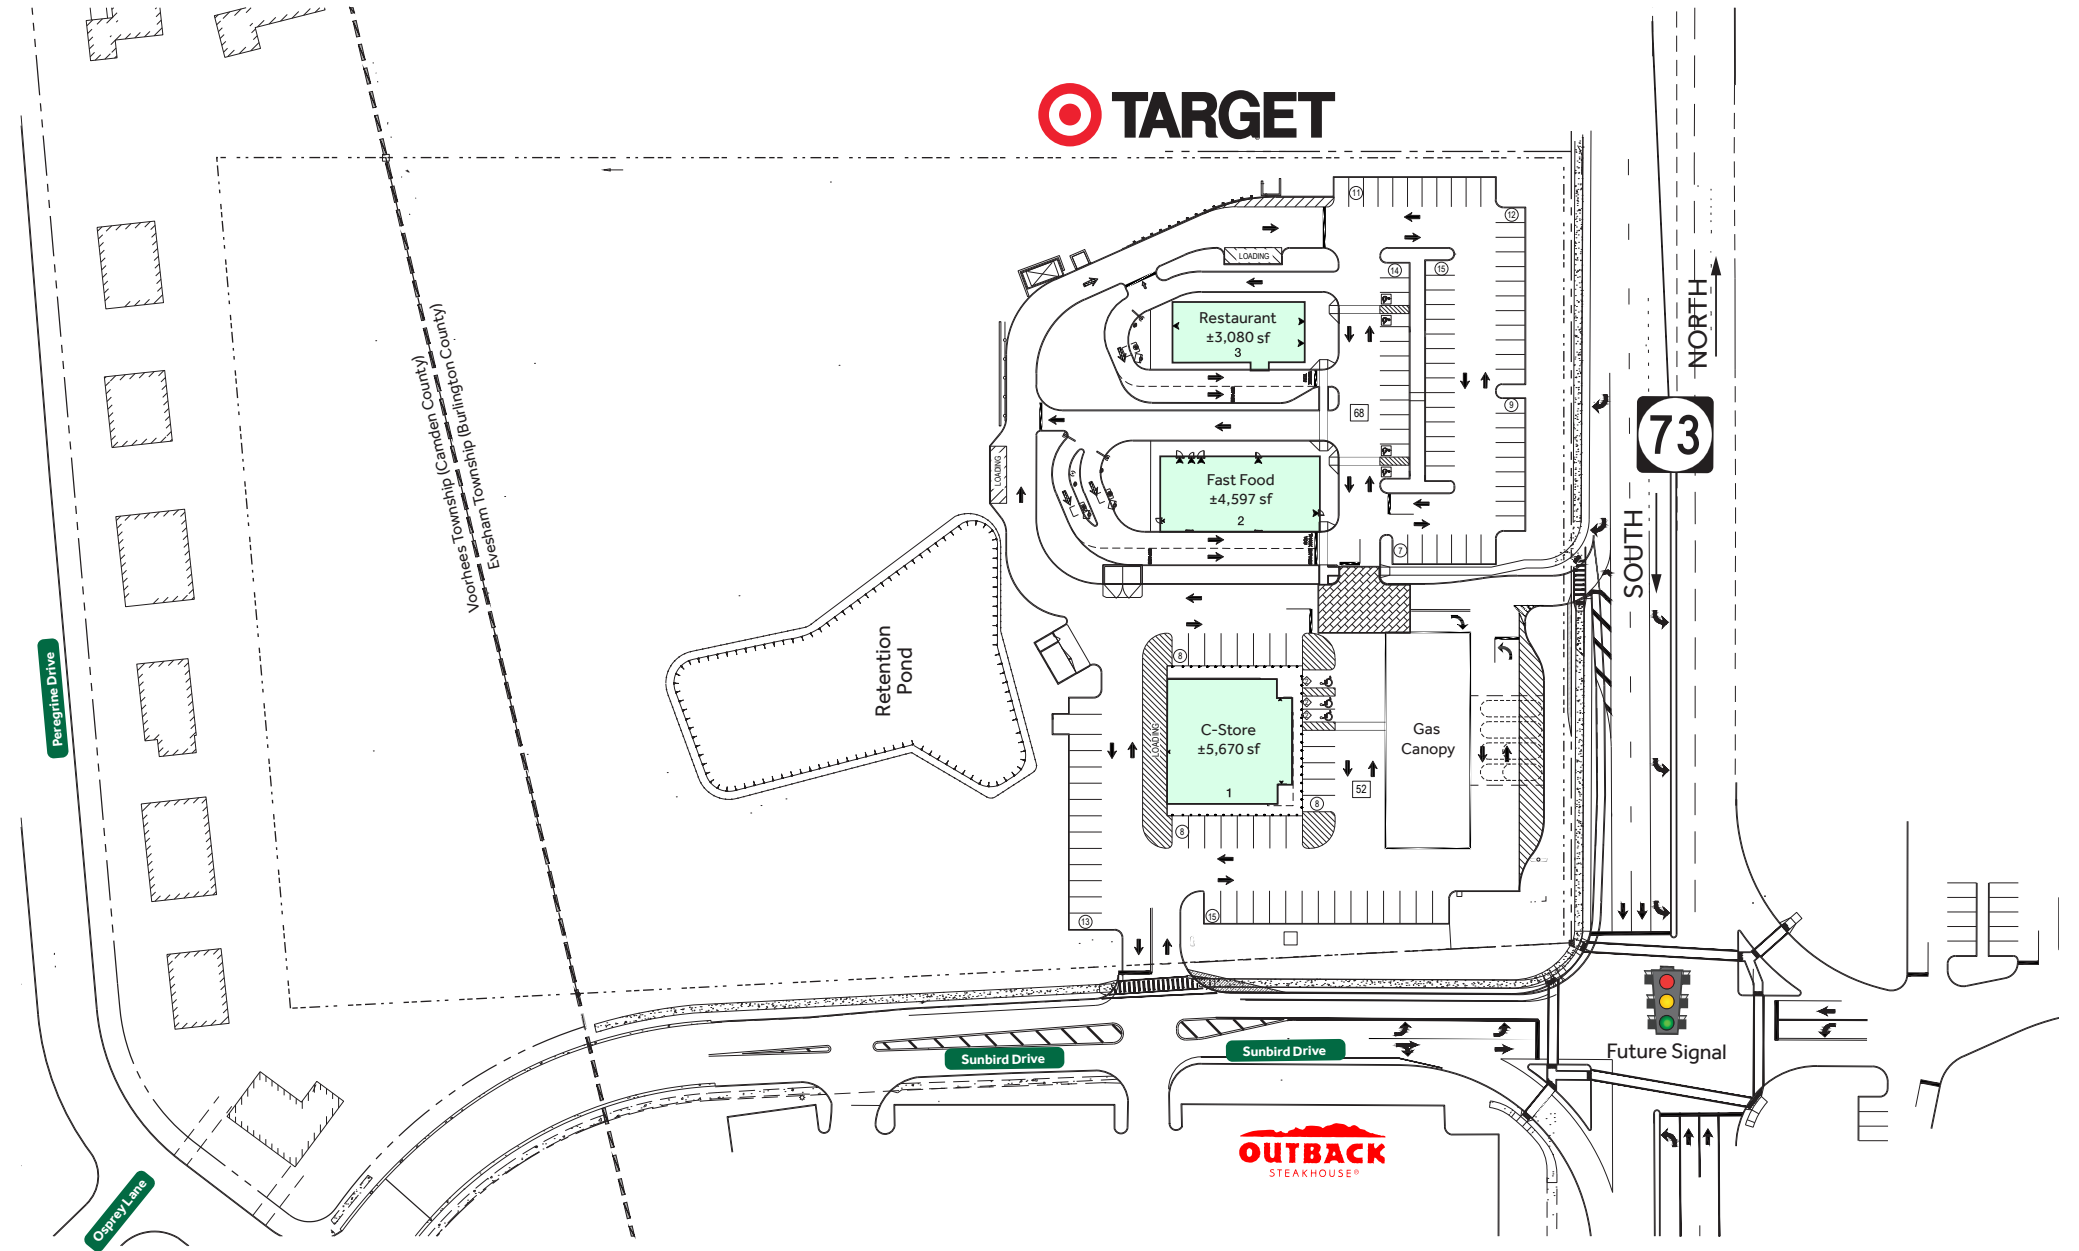 TARGET
11
12
LOADING
14
15
Restaurant
±3,080 sf
3
NORTH
9
68
73
Voorhees Township (Camden County)
Evesham Township (Burlington County)
LOADING
Fast Food
±4,597 sf
2
7
SOUTH
Retention
Pond
8
Peregrine Drive
LOADING
C-Store
±5,670 sf
1
Gas
Canopy
52
8
8
13
15
Future Signal
Sunbird Drive
Sunbird Drive
OUTBACK
STEAKHOUSE®
Osprey Lane